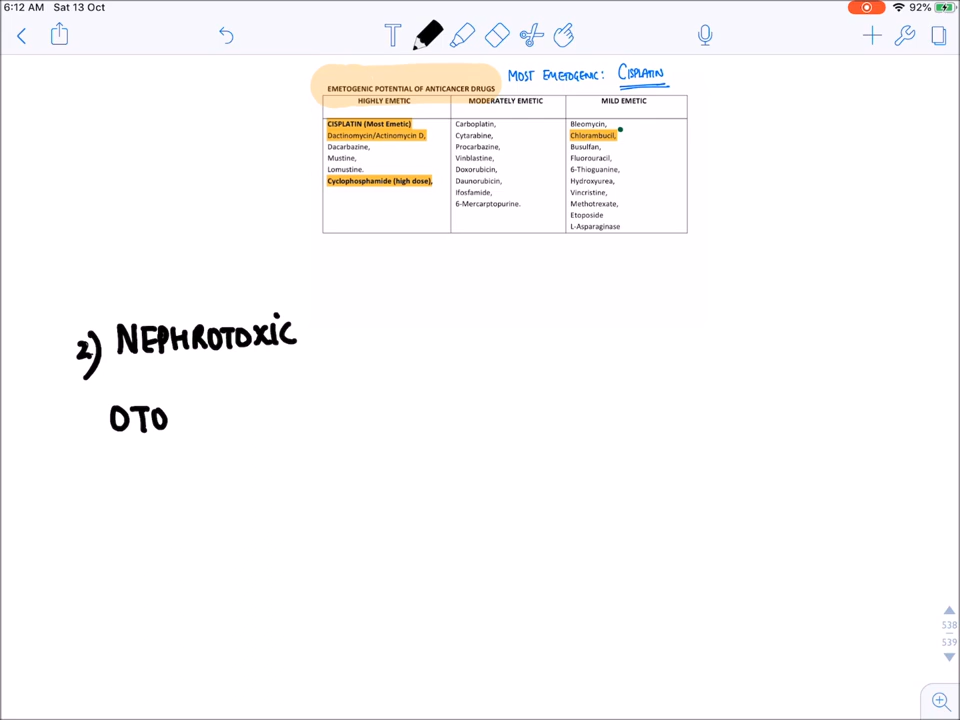 6:12 AM Sat 13 Oct
92%
T
MOST EMETOGENIC: CISPLATIN
EMETOGENIC POTENTIAL OF ANTICANCER DRUGS
HIGHLY EMETIC MODERATELY EMETIC MILD EMETIC
CISPLATIN (Most Emetic) Carboplatin, Bleomycin,
Dactinomycin/Actinomycin D, Cytarabine, Chlorambucil,
Dacarbazine, Procarbazine, Busulfan,
Mustine, Vinblastine, Fluorouracil,
Lomustine. Doxorubicin, 6-Thioguanine,
Cyclophosphamide (high dose), Daunorubicin, Hydroxyurea,
Ifosfamide, Vincristine,
6-Mercarptopurine. Methotrexate,
Etoposide
L-Asparaginase
2) NEPHROTOXIC
OTO
538
539